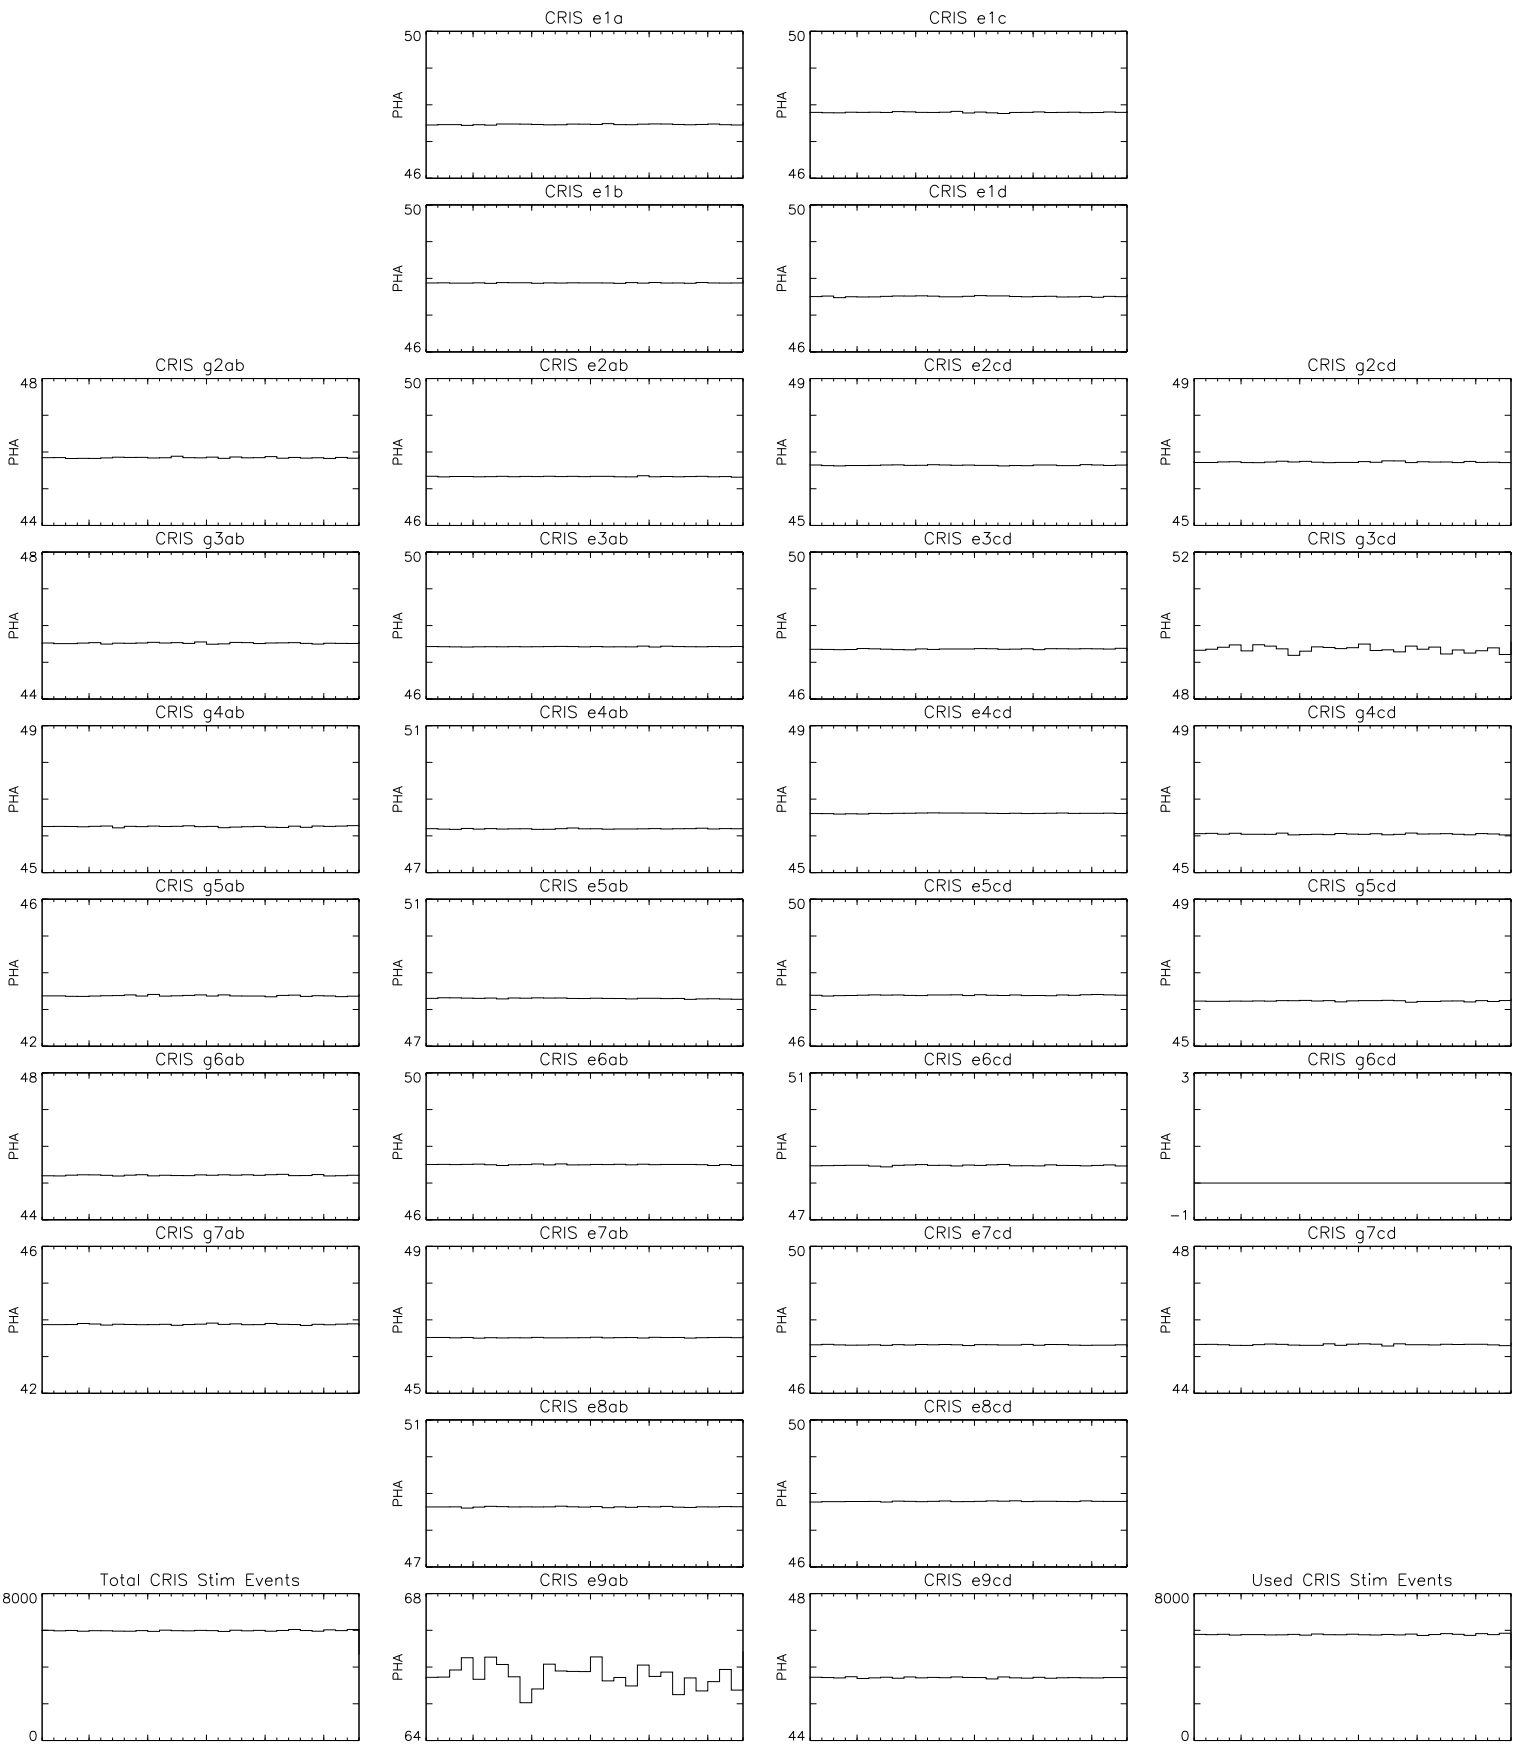 CRIS e1a
CRIS e1c
50
PHA
46
50
PHA
46
CRIS e1b
CRIS e1d
50
PHA
46
50
PHA
46
CRIS g2ab
CRIS e2ab
CRIS e2cd
CRIS g2cd
48
PHA
44
50
PHA
46
49
PHA
45
49
PHA
45
CRIS g3ab
CRIS e3ab
CRIS e3cd
CRIS g3cd
48
PHA
44
50
PHA
46
50
PHA
46
52
PHA
48
CRIS g4ab
CRIS e4ab
CRIS e4cd
CRIS g4cd
49
PHA
45
51
PHA
47
49
PHA
45
49
PHA
45
CRIS g5ab
CRIS e5ab
CRIS e5cd
CRIS g5cd
46
PHA
42
51
PHA
47
50
PHA
46
49
PHA
45
CRIS g6ab
CRIS e6ab
CRIS e6cd
CRIS g6cd
48
PHA
44
50
PHA
46
51
PHA
47
3
PHA
-1
CRIS g7ab
CRIS e7ab
CRIS e7cd
CRIS g7cd
46
PHA
42
49
PHA
45
50
PHA
46
48
PHA
44
CRIS e8ab
CRIS e8cd
51
PHA
47
50
PHA
46
Total CRIS Stim Events
CRIS e9ab
CRIS e9cd
Used CRIS Stim Events
8000
0
68
PHA
64
48
PHA
44
8000
0